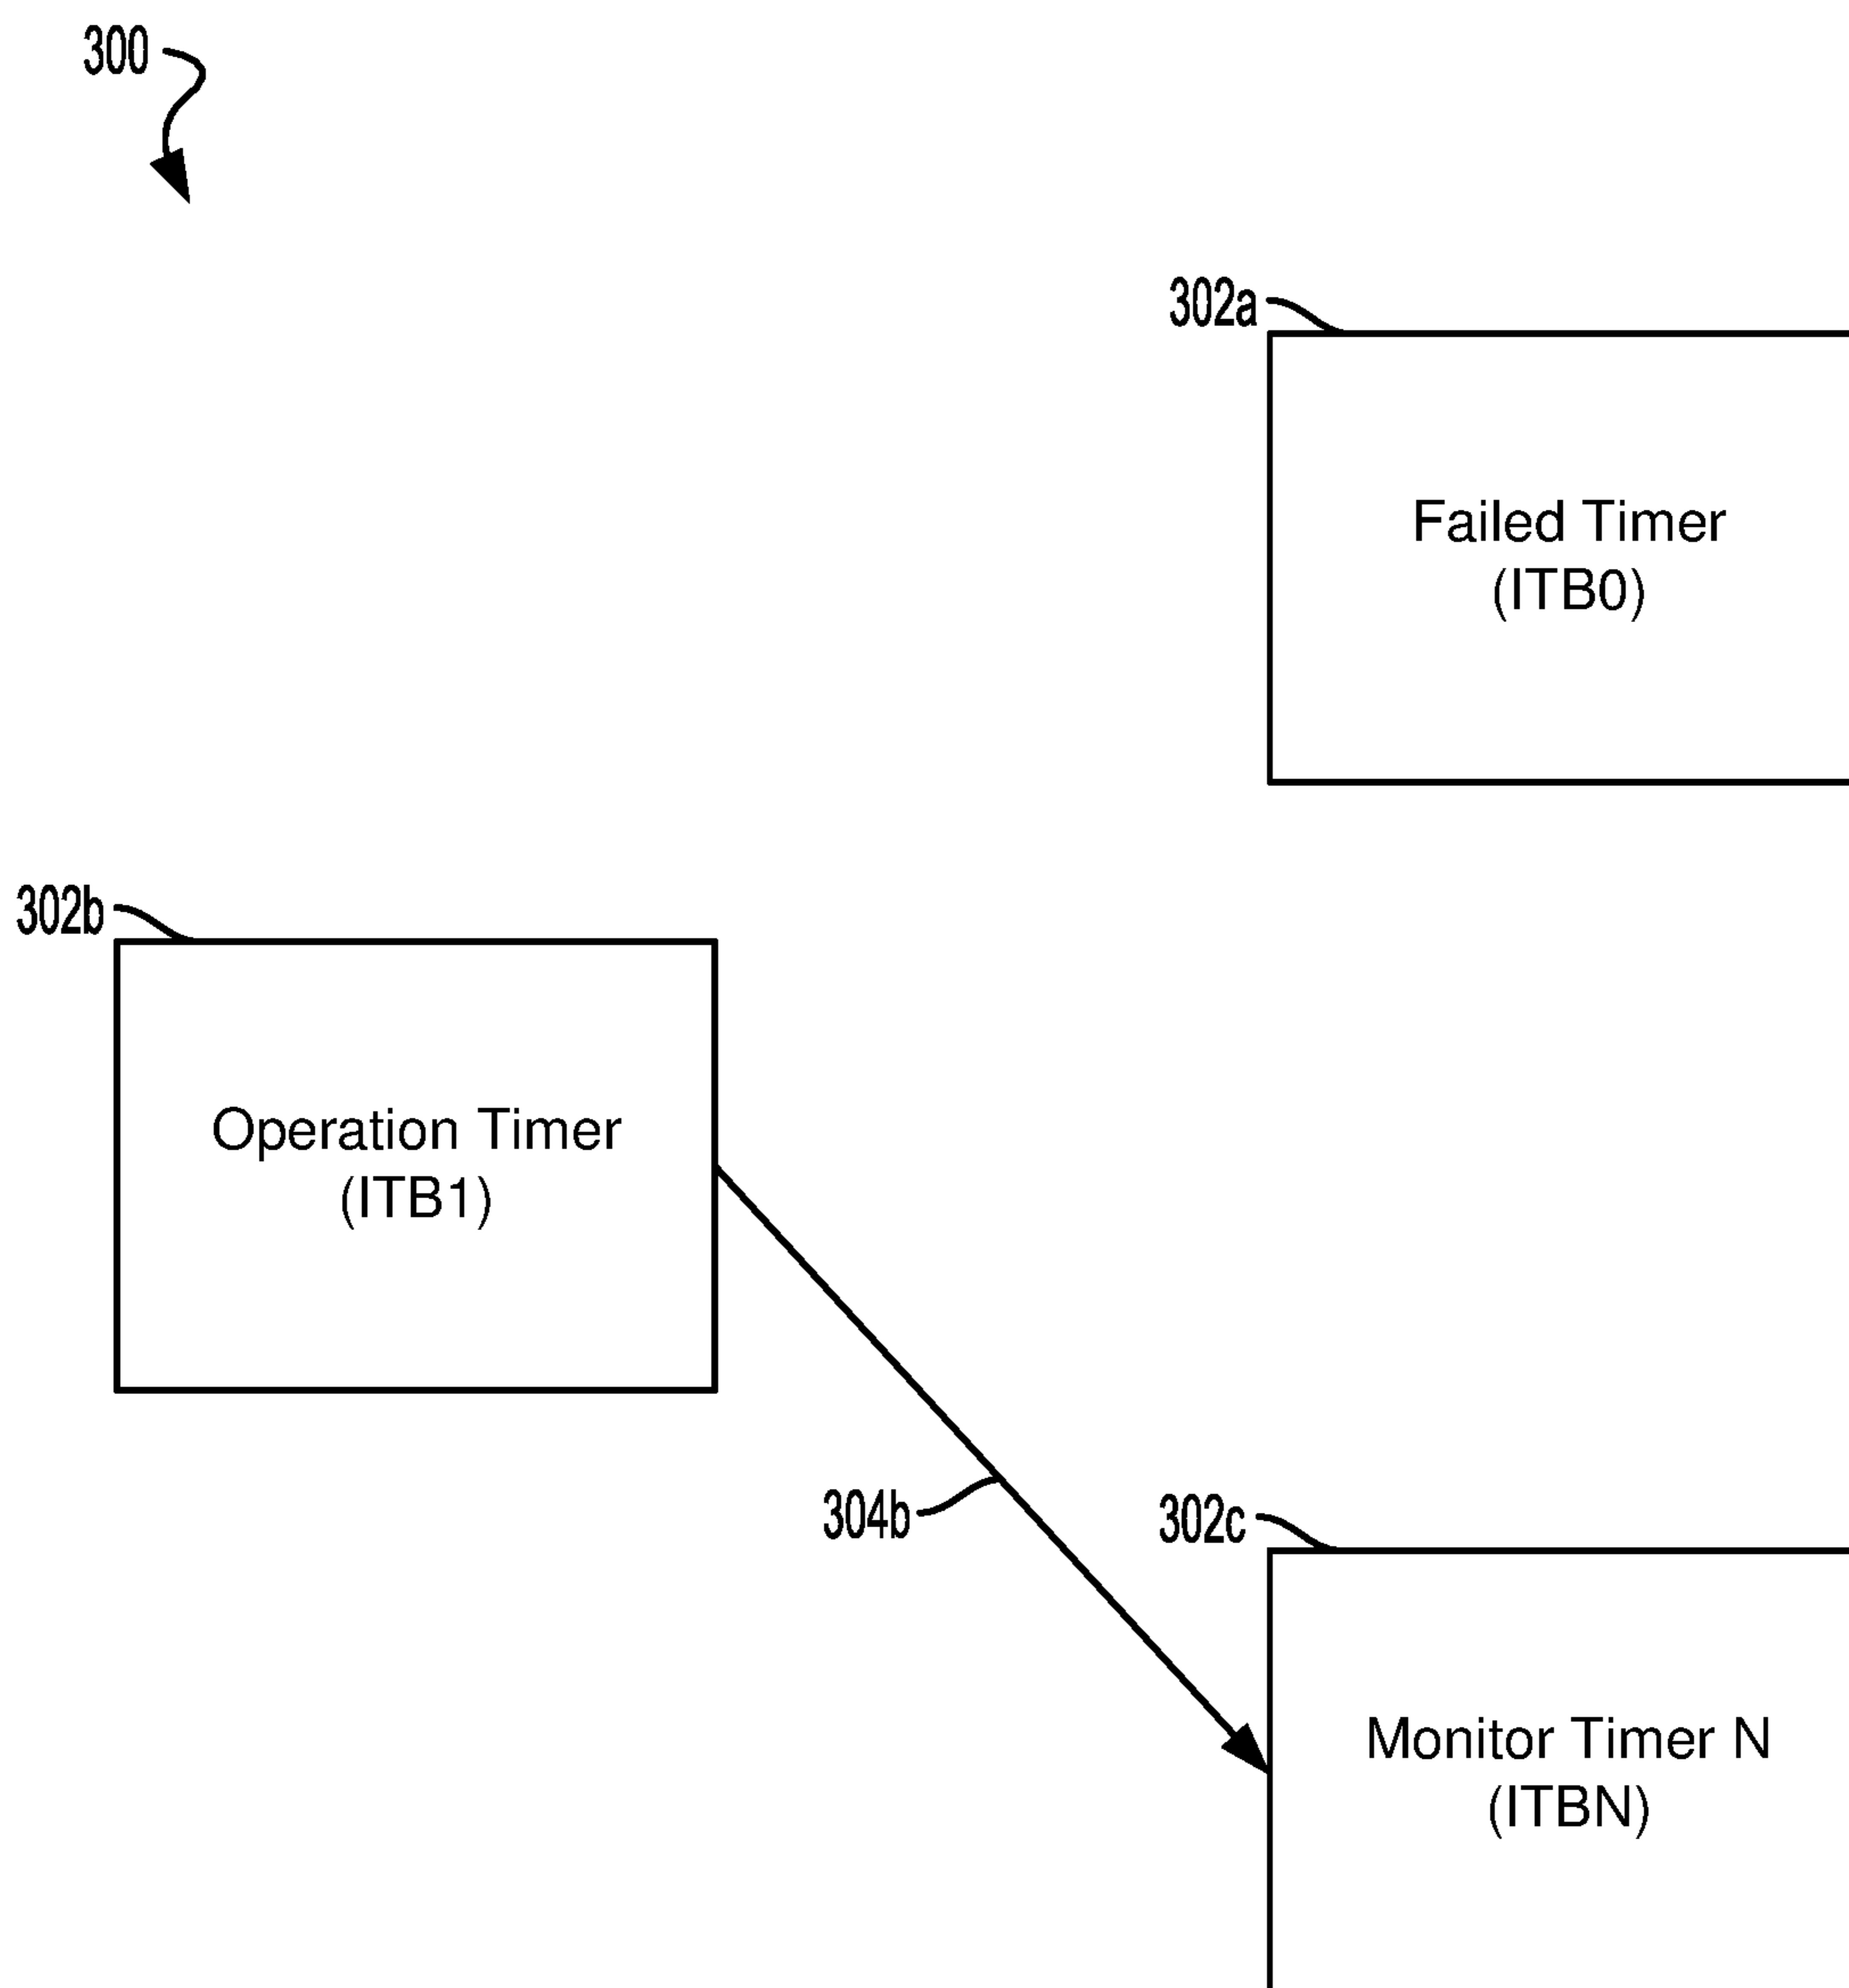 300
302a
Failed Timer
(ITB0)
302b
Operation Timer
(ITB1)
304b
302c
Monitor Timer N
(ITBN)